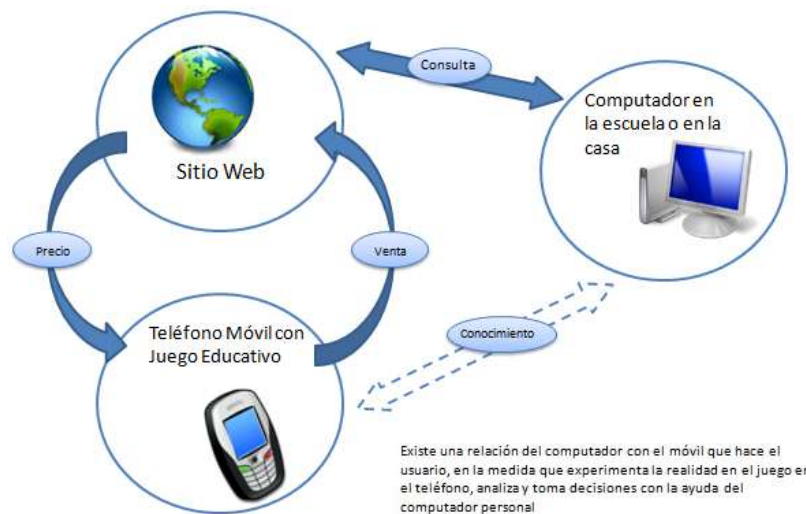 Consulta
Computador en
la escuela o en la
casa
Sitio Web
Precio
Venta
Teléfono Móvil con
Juego Educativo
Conocimiento
Existe una relación del computador con el móvil que hace el
usuario, en la medida que experimenta la realidad en el juego en
el teléfono, analiza y toma decisiones con la ayuda del
computador personal